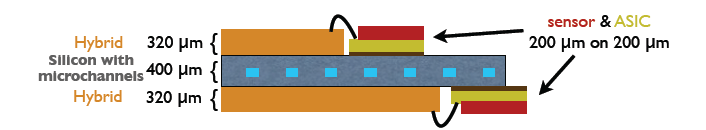 sensor & ASIC
200 µm on 200 µm
Hybrid 320 µm {
Silicon with
microchannels
400 µm {
Hybrid 320 µm {